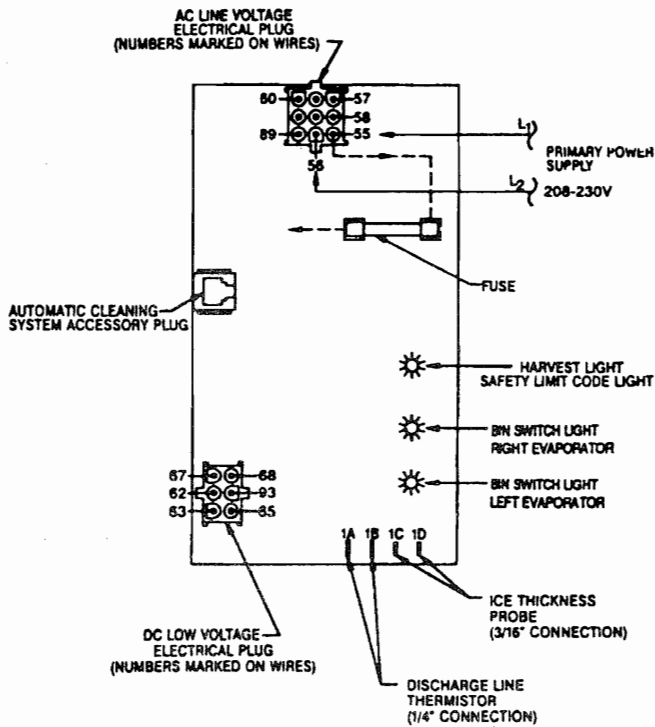 AC LINE VOLTAGE
ELECTRICAL PLUG
(NUMBERS MARKED ON WIRES)
60 57
58
89 55
56
L1
PRIMARY POWER
SUPPLY
L2
208-230V
FUSE
AUTOMATIC CLEANING
SYSTEM ACCESSORY PLUG
HARVEST LIGHT
SAFETY LIMIT CODE LIGHT
BIN SWITCH LIGHT
RIGHT EVAPORATOR
BIN SWITCH LIGHT
LEFT EVAPORATOR
67 68
62 93
63 65
1A 1B 1C 1D
ICE THICKNESS
PROBE
(3/16" CONNECTION)
DC LOW VOLTAGE
ELECTRICAL PLUG
(NUMBERS MARKED ON WIRES)
DISCHARGE LINE
THERMISTOR
(1/4" CONNECTION)